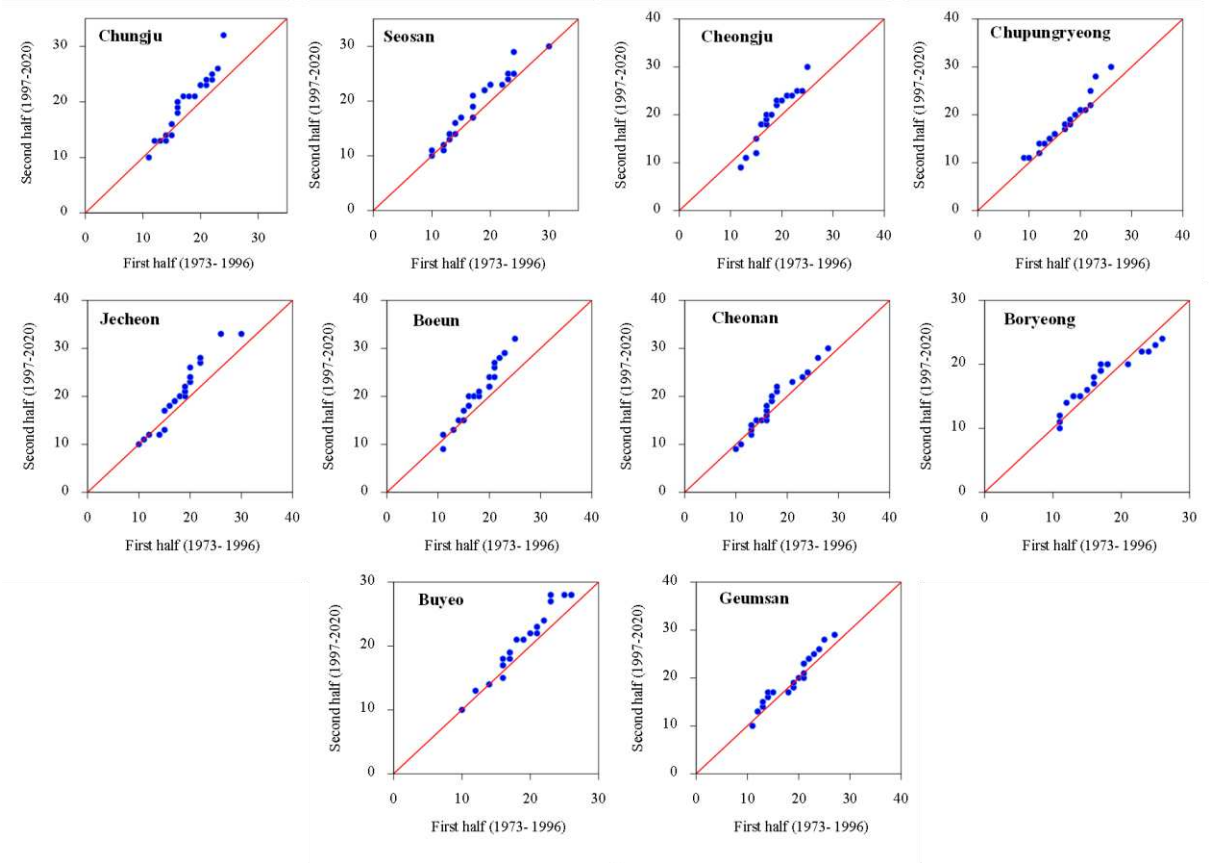 Chungju
Second half (1997-2020)
30
20
10
0
0 10 20 30
First half (1973- 1996)
Seosan
Second half (1997-2020)
30
20
10
0
0 10 20 30
First half (1973- 1996)
Cheongju
Second half (1997-2020)
40
30
20
10
0
0 10 20 30 40
First half (1973- 1996)
Chupungryeong
Second half (1997-2020)
40
30
20
10
0
0 10 20 30 40
First half (1973- 1996)
Jecheon
Second half (1997-2020)
40
30
20
10
0
0 10 20 30 40
First half (1973- 1996)
Boeun
Second half (1997-2020)
40
30
20
10
0
0 10 20 30 40
First half (1973- 1996)
Cheonan
Second half (1997-2020)
40
30
20
10
0
0 10 20 30 40
First half (1973- 1996)
Boryeong
Second half (1997-2020)
30
20
10
0
0 10 20 30
First half (1973- 1996)
Buyeo
Second half (1997-2020)
30
20
10
0
0 10 20 30
First half (1973- 1996)
Geumsan
Second half (1997-2020)
40
30
20
10
0
0 10 20 30 40
First half (1973- 1996)